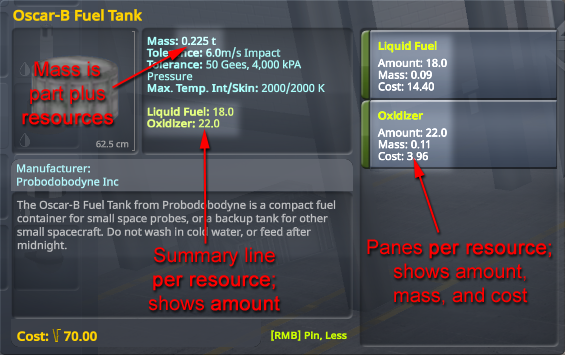 Oscar-B Fuel Tank
Mass: 0.225 t
Tolerance: 6.0m/s Impact
Tolerance: 50 Gees, 4,000 kPA
Pressure
Max. Temp. Int/Skin: 2000/2000 K
Liquid Fuel: 18.0
Oxidizer: 22.0
Mass is
part plus
resources
62.5 cm
Liquid Fuel
Amount: 18.0
Mass: 0.09
Cost: 14.40
Oxidizer
Amount: 22.0
Mass: 0.11
Cost: 3.96
Manufacturer:
Probodobodyne Inc
The Oscar-B Fuel Tank from Probodobodyne is a compact fuel
container for small space probes, or a backup tank for other
small spacecraft. Do not wash in cold water, or feed after
midnight.
Summary line
per resource;
shows amount
Panes per resource;
shows amount,
mass, and cost
Cost: 70.00
[RMB] Pin, Less